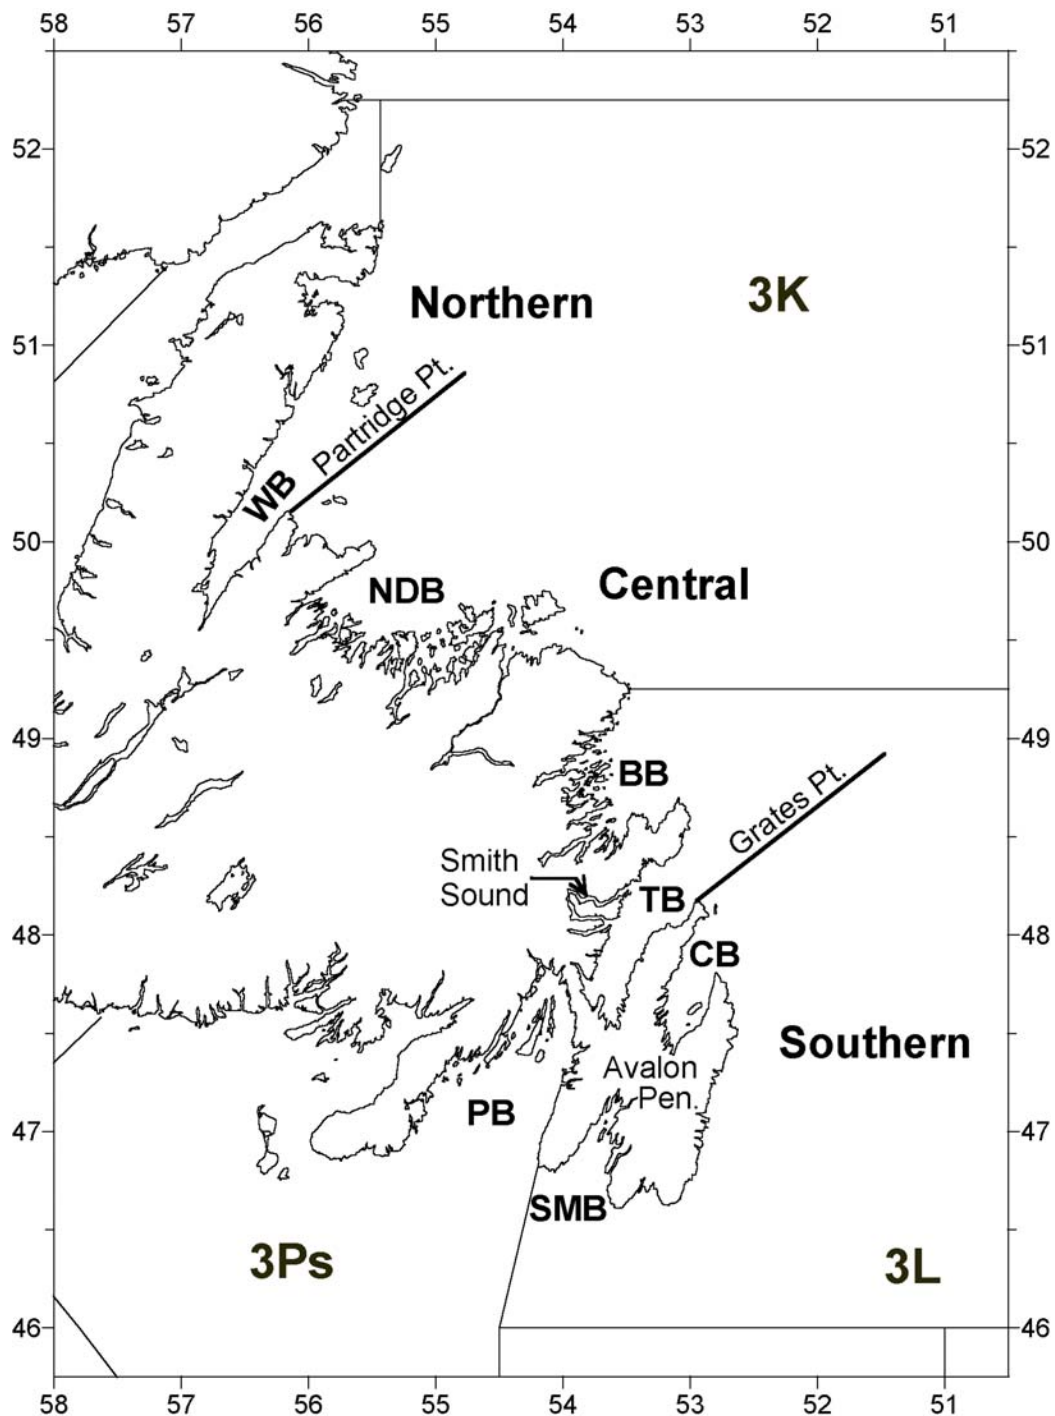 58 57 56 55 54 53 52 51
52 52
Northern 3K
51 51
Partridge Pt.
WB
50 50
NDB Central
49 49
BB
Grates Pt.
Smith
Sound
TB
48 48
CB
Southern
Avalon
Pen.
PB
47 47
SMB
3Ps 3L
46 46
58 57 56 55 54 53 52 51